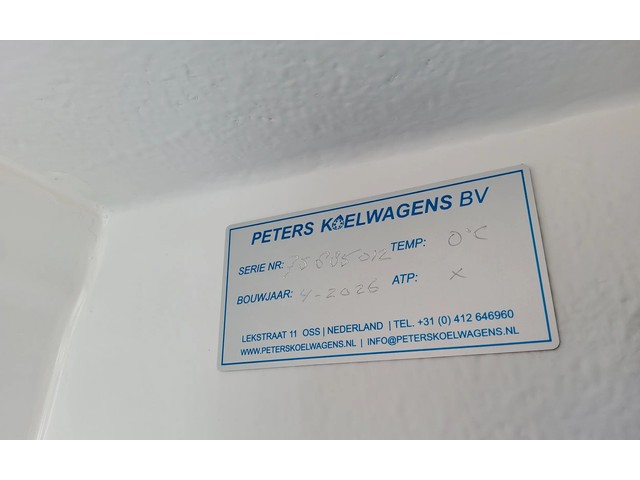 PETERS KOELWAGENS BV
SERIE NR: TEMP: 0°C
BOUWJAAR: 4-2026 ATP: X
LEKSTRAAT 11 OSS | NEDERLAND | TEL. +31 (0) 412 646960
WWW.PETERSKOELWAGENS.NL | INFO@PETERSKOELWAGENS.NL